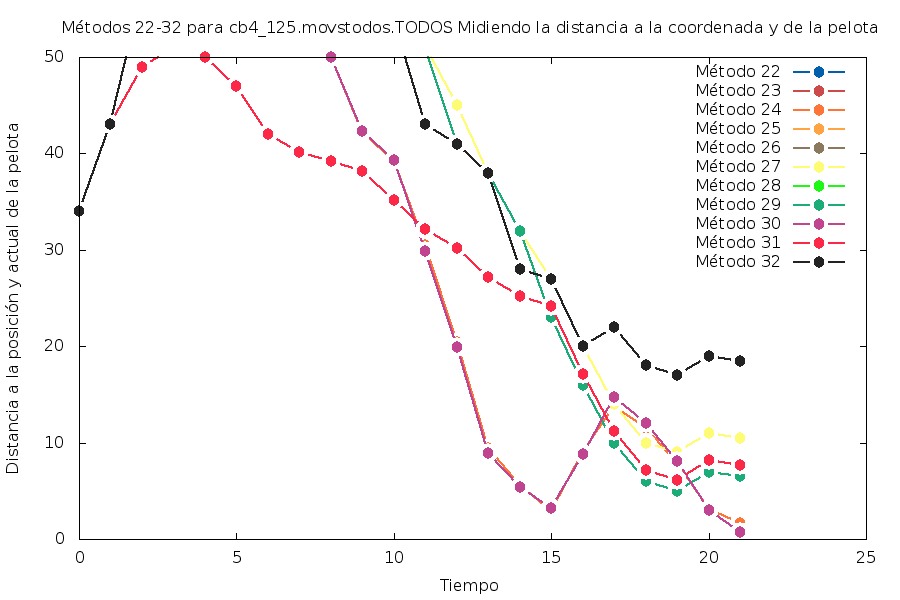 Métodos 22-32 para cb4_125.movstodos.TODOS Midiendo la distancia a la coordenada y de la pelota
Distancia a la posición y actual de la pelota
50
40
30
20
10
0
Método 22
Método 23
Método 24
Método 25
Método 26
Método 27
Método 28
Método 29
Método 30
Método 31
Método 32
0 5 10 15 20 25
Tiempo